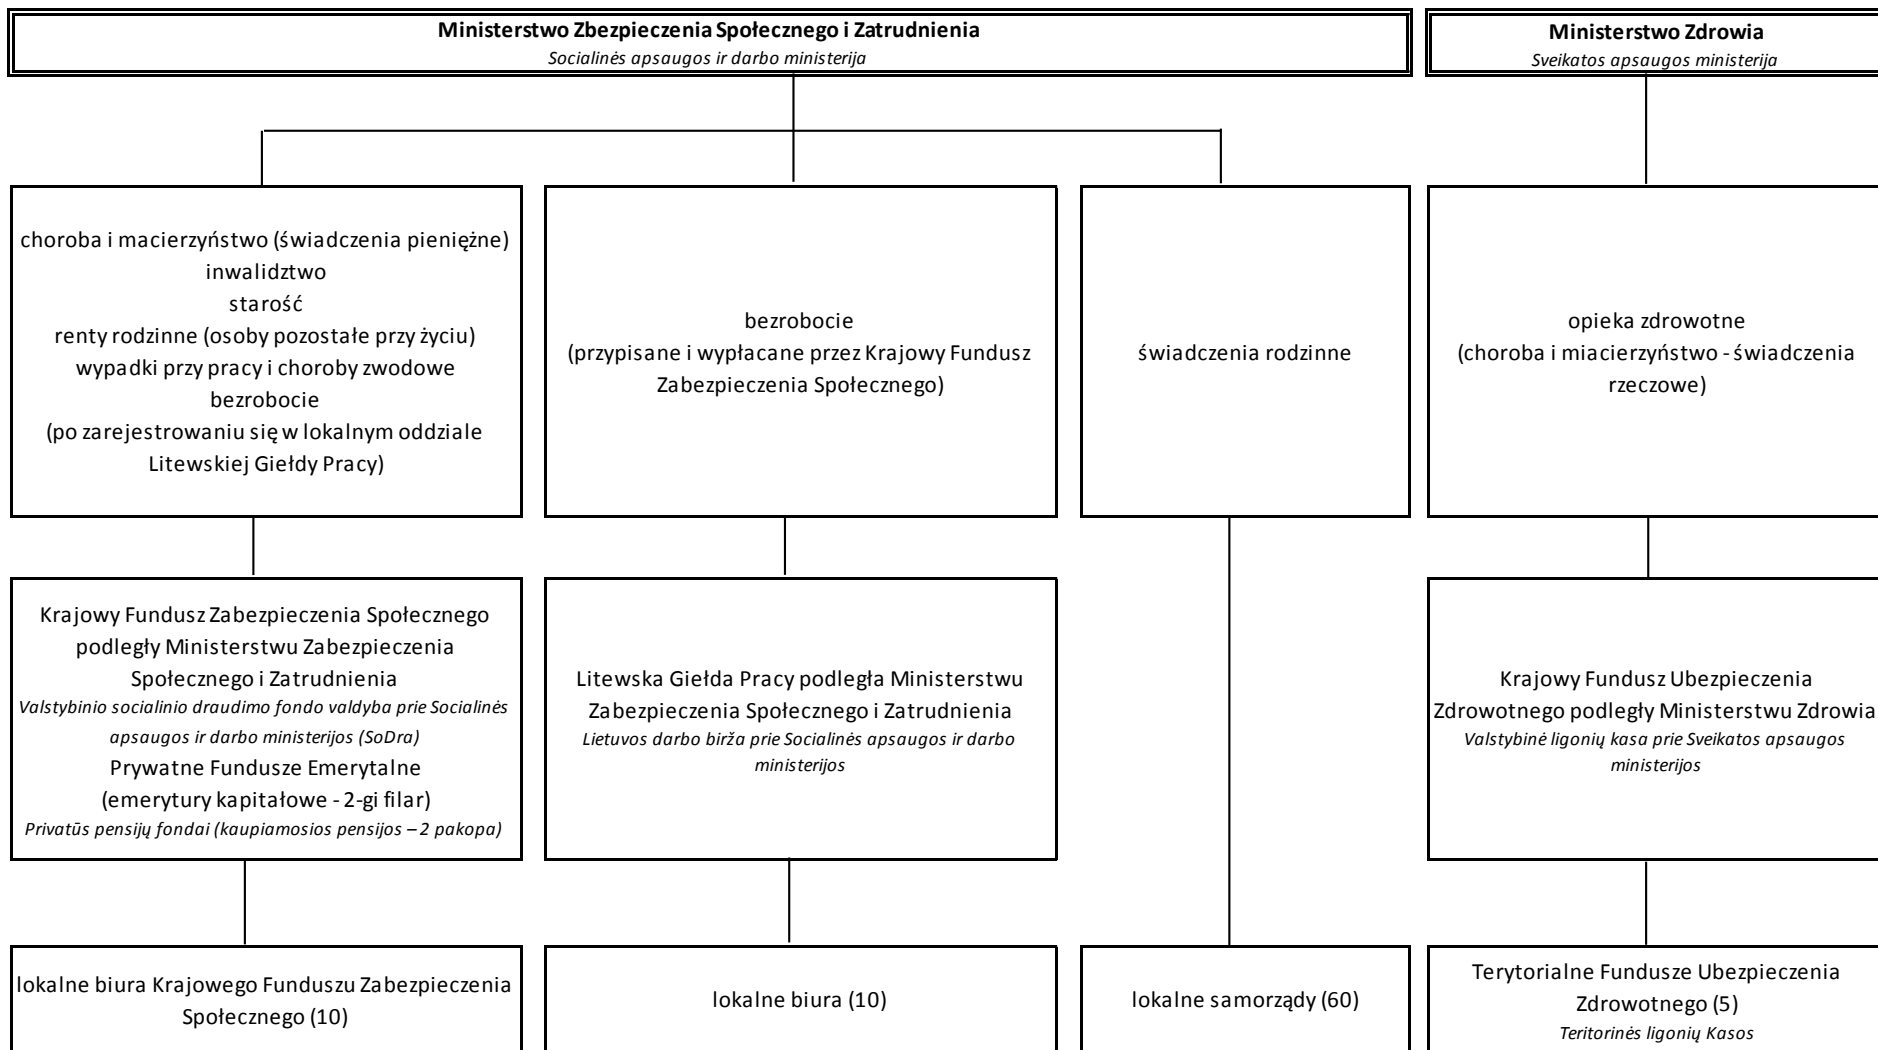 Ministerstwo Zbezpieczenia Społecznego i Zatrudnienia
Socialinės apsaugos ir darbo ministerija
Ministerstwo Zdrowia
Sveikatos apsaugos ministerija
choroba i macierzyństwo (świadczenia pieniężne)
inwalidztwo
starość
renty rodzinne (osoby pozostałe przy życiu)
wypadki przy pracy i choroby zwodowe
bezrobocie
(po zarejestrowaniu się w lokalnym oddziale
Litewskiej Giełdy Pracy)
bezrobocie
(przypisane i wypłacane przez Krajowy Fundusz
Zabezpieczenia Społecznego)
świadczenia rodzinne
opieka zdrowotne
(choroba i miacierzyństwo - świadczenia
rzeczowe)
Krajowy Fundusz Zabezpieczenia Społecznego
podległy Ministerstwu Zabezpieczenia
Społecznego i Zatrudnienia
Valstybinio socialinio draudimo fondo valdyba prie Socialinės
apsaugos ir darbo ministerijos (SoDra)
Prywatne Fundusze Emerytalne
(emerytury kapitałowe - 2-gi filar)
Privatūs pensijų fondai (kaupiamosios pensijos – 2 pakopa)
Litewska Giełda Pracy podległa Ministerstwu
Zabezpieczenia Społecznego i Zatrudnienia
Lietuvos darbo birža prie Socialinės apsaugos ir darbo
ministerijos
Krajowy Fundusz Ubezpieczenia
Zdrowotnego podległy Ministerstwu Zdrowia
Valstybinė ligonių kasa prie Sveikatos apsaugos
ministerijos
lokalne biura Krajowego Funduszu Zabezpieczenia
Społecznego (10)
lokalne biura (10)
lokalne samorządy (60)
Terytorialne Fundusze Ubezpieczenia
Zdrowotnego (5)
Teritorinės ligonių Kasos